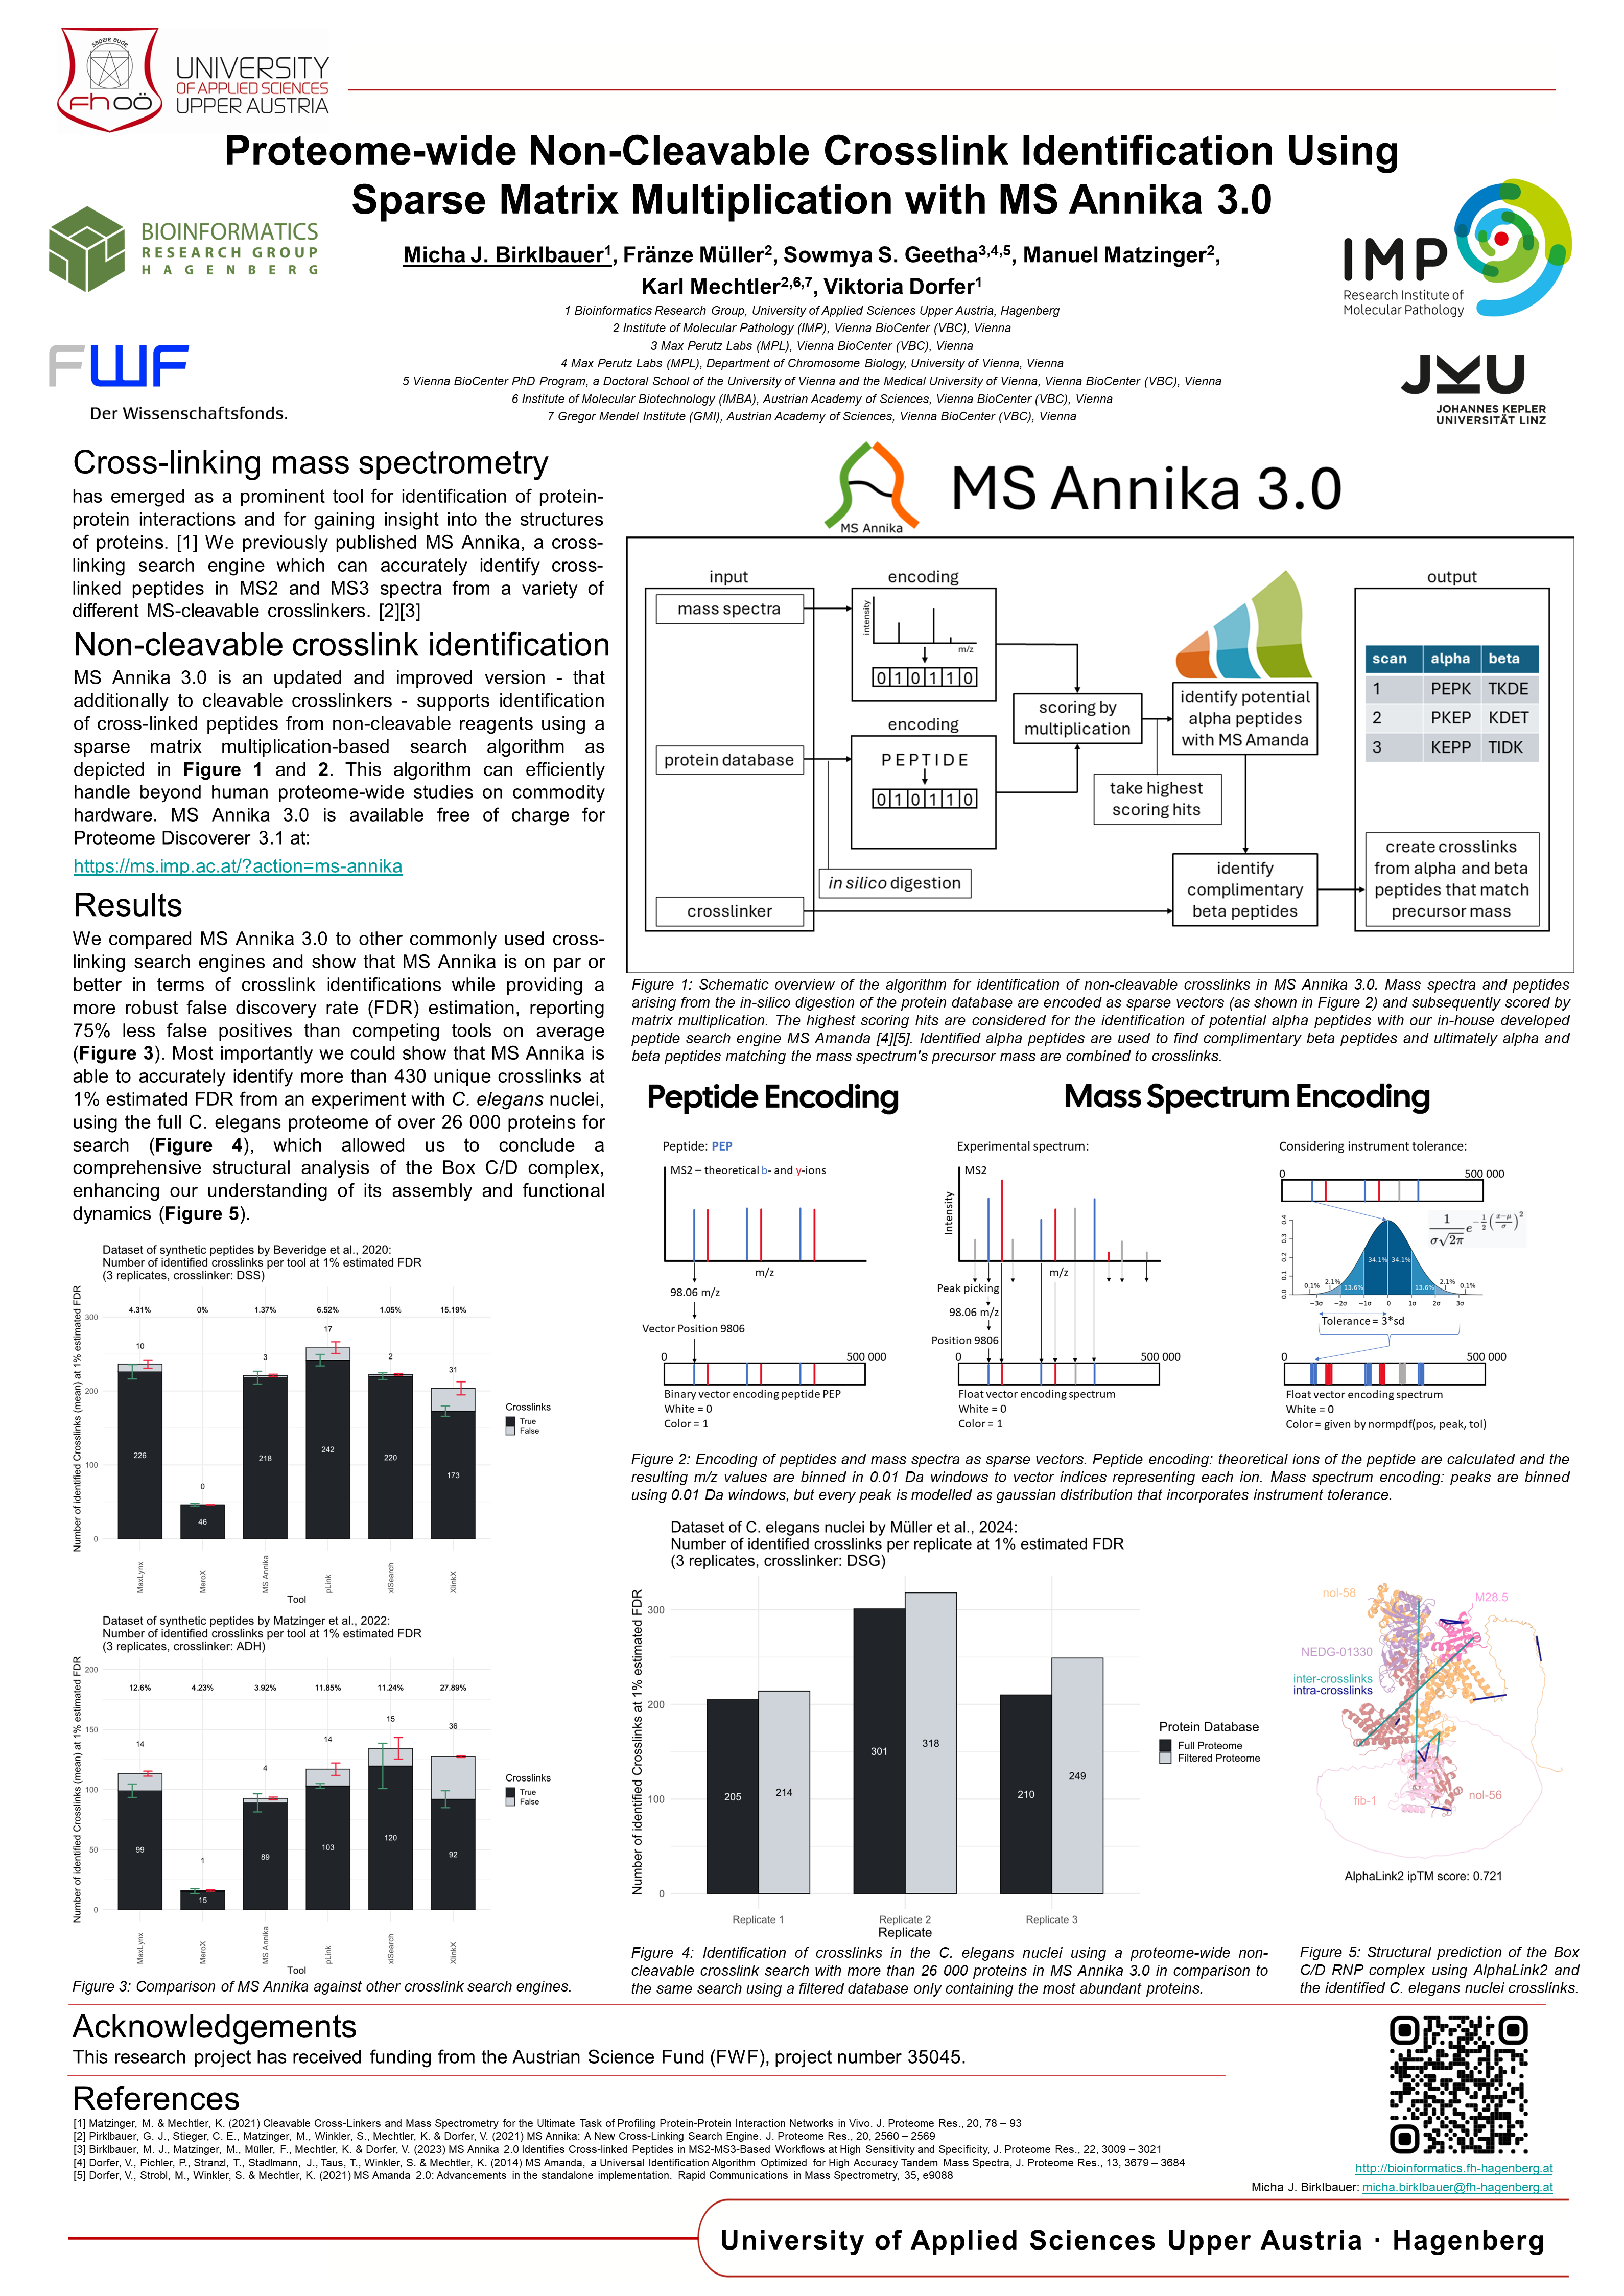 sapere aude
fhoö
UNIVERSITY
OF APPLIED SCIENCES
UPPER AUSTRIA
Proteome-wide Non-Cleavable Crosslink Identification Using
Sparse Matrix Multiplication with MS Annika 3.0
BIOINFORMATICS
RESEARCH GROUP
HAGENBERG
Micha J. Birklbauer1, Fränze Müller2, Sowmya S. Geetha3,4,5, Manuel Matzinger2,
Karl Mechtler2,6,7, Viktoria Dorfer1
1 Bioinformatics Research Group, University of Applied Sciences Upper Austria, Hagenberg
2 Institute of Molecular Pathology (IMP), Vienna BioCenter (VBC), Vienna
3 Max Perutz Labs (MPL), Vienna BioCenter (VBC), Vienna
4 Max Perutz Labs (MPL), Department of Chromosome Biology, University of Vienna, Vienna
5 Vienna BioCenter PhD Program, a Doctoral School of the University of Vienna and the Medical University of Vienna, Vienna BioCenter (VBC), Vienna
6 Institute of Molecular Biotechnology (IMBA), Austrian Academy of Sciences, Vienna BioCenter (VBC), Vienna
7 Gregor Mendel Institute (GMI), Austrian Academy of Sciences, Vienna BioCenter (VBC), Vienna
IMP
Research Institute of
Molecular Pathology
FWF
Der Wissenschaftsfonds.
JKU
JOHANNES KEPLER
UNIVERSITÄT LINZ
Cross-linking mass spectrometry
has emerged as a prominent tool for identification of protein-
protein interactions and for gaining insight into the structures
of proteins. [1] We previously published MS Annika, a cross-
linking search engine which can accurately identify cross-
linked peptides in MS2 and MS3 spectra from a variety of
different MS-cleavable crosslinkers. [2][3]
Non-cleavable crosslink identification
MS Annika 3.0 is an updated and improved version - that
additionally to cleavable crosslinkers - supports identification
of cross-linked peptides from non-cleavable reagents using a
sparse matrix multiplication-based search algorithm as
depicted in Figure 1 and 2. This algorithm can efficiently
handle beyond human proteome-wide studies on commodity
hardware. MS Annika 3.0 is available free of charge for
Proteome Discoverer 3.1 at:
https://ms.imp.ac.at/?action=ms-annika
Results
We compared MS Annika 3.0 to other commonly used cross-
linking search engines and show that MS Annika is on par or
better in terms of crosslink identifications while providing a
more robust false discovery rate (FDR) estimation, reporting
75% less false positives than competing tools on average
(Figure 3). Most importantly we could show that MS Annika is
able to accurately identify more than 430 unique crosslinks at
1% estimated FDR from an experiment with C. elegans nuclei,
using the full C. elegans proteome of over 26 000 proteins for
search (Figure 4), which allowed us to conclude a
comprehensive structural analysis of the Box C/D complex,
enhancing our understanding of its assembly and functional
dynamics (Figure 5).
Dataset of synthetic peptides by Beveridge et al., 2020:
Number of identified crosslinks per tool at 1% estimated FDR
(3 replicates, crosslinker: DSS)
Number of identified Crosslinks (mean) at 1% estimated FDR
4.31% 0% 1.37% 6.52% 1.05% 15.19%
300
200
100
0
10 0 3 17 2 31
226 46 218 242 220 173
MaxLynx MeroX MS Annika pLink xiSearch XlinkX
Tool
Crosslinks
True
False
Dataset of synthetic peptides by Matzinger et al., 2022:
Number of identified crosslinks per tool at 1% estimated FDR
(3 replicates, crosslinker: ADH)
Number of identified Crosslinks (mean) at 1% estimated FDR
12.6% 4.23% 3.92% 11.85% 11.24% 27.89%
200
150
100
50
0
14 1 4 14 15 36
99 15 89 103 120 92
MaxLynx MeroX MS Annika pLink xiSearch XlinkX
Tool
Crosslinks
True
False
Figure 3: Comparison of MS Annika against other crosslink search engines.
MS Annika
MS Annika 3.0
input
mass spectra
protein database
crosslinker
encoding
intensity
m/z
0 1 0 1 1 0
encoding
PEPTIDE
0 1 0 1 1 0
in silico digestion
scoring by
multiplication
take highest
scoring hits
identify potential
alpha peptides
with MS Amanda
identify
complimentary
beta peptides
output
scan alpha beta
1 PEPK TKDE
2 PKEP KDET
3 KEPP TIDK
create crosslinks
from alpha and beta
peptides that match
precursor mass
Figure 1: Schematic overview of the algorithm for identification of non-cleavable crosslinks in MS Annika 3.0. Mass spectra and peptides
arising from the in-silico digestion of the protein database are encoded as sparse vectors (as shown in Figure 2) and subsequently scored by
matrix multiplication. The highest scoring hits are considered for the identification of potential alpha peptides with our in-house developed
peptide search engine MS Amanda [4][5]. Identified alpha peptides are used to find complimentary beta peptides and ultimately alpha and
beta peptides matching the mass spectrum's precursor mass are combined to crosslinks.
Peptide Encoding
Peptide: PEP
MS2 – theoretical b- and y-ions
m/z
98.06 m/z
Vector Position 9806
0 500 000
Binary vector encoding peptide PEP
White = 0
Color = 1
Mass Spectrum Encoding
Experimental spectrum:
MS2
Intensity
m/z
Peak picking
98.06 m/z
Position 9806
0 500 000
Float vector encoding spectrum
White = 0
Color = 1
Considering instrument tolerance:
0 500 000
1/(σ√2π) e^(-1/2((x-μ)/σ)^2)
0.4
0.3
0.2
0.1
0.0
0.1% 2.1% 13.6% 34.1% 34.1% 13.6% 2.1% 0.1%
−3σ −2σ −1σ 0 1σ 2σ 3σ
Tolerance = 3*sd
0 500 000
Float vector encoding spectrum
White = 0
Color = given by normpdf(pos, peak, tol)
Figure 2: Encoding of peptides and mass spectra as sparse vectors. Peptide encoding: theoretical ions of the peptide are calculated and the
resulting m/z values are binned in 0.01 Da windows to vector indices representing each ion. Mass spectrum encoding: peaks are binned
using 0.01 Da windows, but every peak is modelled as gaussian distribution that incorporates instrument tolerance.
Dataset of C. elegans nuclei by Müller et al., 2024:
Number of identified crosslinks per replicate at 1% estimated FDR
(3 replicates, crosslinker: DSG)
Number of identified Crosslinks at 1% estimated FDR
300
200
100
0
205 214 301 318 210 249
Replicate 1 Replicate 2 Replicate 3
Replicate
Protein Database
Full Proteome
Filtered Proteome
Figure 4: Identification of crosslinks in the C. elegans nuclei using a proteome-wide non-
cleavable crosslink search with more than 26 000 proteins in MS Annika 3.0 in comparison to
the same search using a filtered database only containing the most abundant proteins.
nol-58
M28.5
NEDG-01330
inter-crosslinks
intra-crosslinks
fib-1
nol-56
AlphaLink2 ipTM score: 0.721
Figure 5: Structural prediction of the Box
C/D RNP complex using AlphaLink2 and
the identified C. elegans nuclei crosslinks.
Acknowledgements
This research project has received funding from the Austrian Science Fund (FWF), project number 35045.
References
[1] Matzinger, M. & Mechtler, K. (2021) Cleavable Cross-Linkers and Mass Spectrometry for the Ultimate Task of Profiling Protein-Protein Interaction Networks in Vivo. J. Proteome Res., 20, 78 – 93
[2] Pirklbauer, G. J., Stieger, C. E., Matzinger, M., Winkler, S., Mechtler, K. & Dorfer, V. (2021) MS Annika: A New Cross-Linking Search Engine. J. Proteome Res., 20, 2560 – 2569
[3] Birklbauer, M. J., Matzinger, M., Müller, F., Mechtler, K. & Dorfer, V. (2023) MS Annika 2.0 Identifies Cross-linked Peptides in MS2-MS3-Based Workflows at High Sensitivity and Specificity, J. Proteome Res., 22, 3009 – 3021
[4] Dorfer, V., Pichler, P., Stranzl, T., Stadlmann, J., Taus, T., Winkler, S. & Mechtler, K. (2014) MS Amanda, a Universal Identification Algorithm Optimized for High Accuracy Tandem Mass Spectra, J. Proteome Res., 13, 3679 – 3684
[5] Dorfer, V., Strobl, M., Winkler, S. & Mechtler, K. (2021) MS Amanda 2.0: Advancements in the standalone implementation. Rapid Communications in Mass Spectrometry, 35, e9088
http://bioinformatics.fh-hagenberg.at
Micha J. Birklbauer: micha.birklbauer@fh-hagenberg.at
University of Applied Sciences Upper Austria · Hagenberg